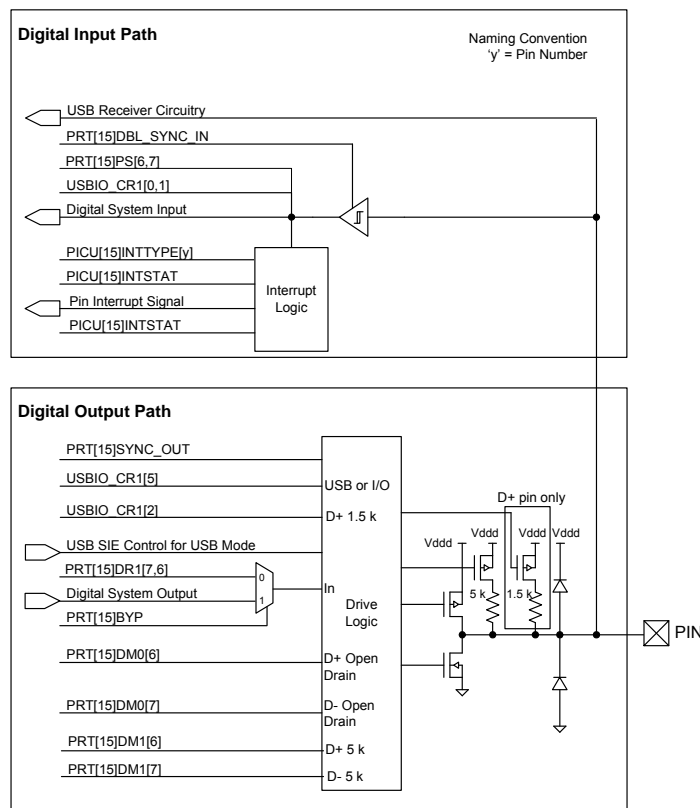 Digital Input Path
Naming Convention
'y' = Pin Number
USB Receiver Circuitry
PRT[15]DBL_SYNC_IN
PRT[15]PS[6,7]
USBIO_CR1[0,1]
Digital System Input
PICU[15]INTTYPE[y]
PICU[15]INTSTAT
Pin Interrupt Signal
PICU[15]INTSTAT
Interrupt
Logic
Digital Output Path
PRT[15]SYNC_OUT
USBIO_CR1[5]
USBIO_CR1[2]
USB SIE Control for USB Mode
PRT[15]DR1[7,6]
Digital System Output
PRT[15]BYP
PRT[15]DM0[6]
PRT[15]DM0[7]
PRT[15]DM1[6]
PRT[15]DM1[7]
0
1
USB or I/O
D+ 1.5 k
In
Drive
Logic
D+ Open
Drain
D- Open
Drain
D+ 5 k
D- 5 k
D+ pin only
Vddd
Vddd
Vddd
Vddd
5 k
1.5 k
PIN